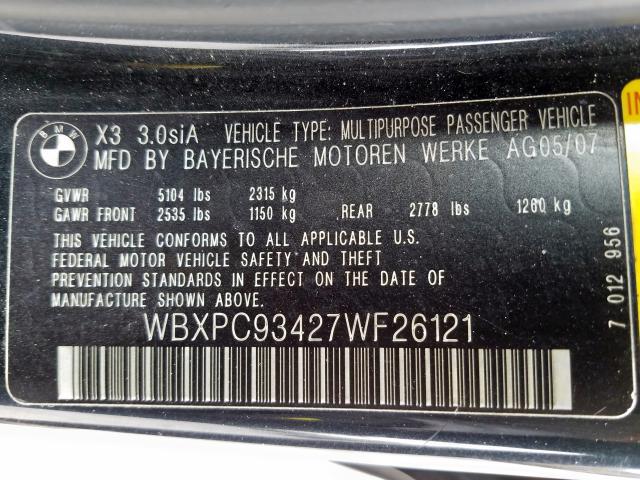 BMW
X3 3.0siA VEHICLE TYPE: MULTIPURPOSE PASSENGER VEHICLE
MFD BY BAYERISCHE MOTOREN WERKE AG05/07
GVWR 5104 lbs 2315 kg
GAWR FRONT 2535 lbs 1150 kg, REAR 2778 lbs 1260 kg
THIS VEHICLE CONFORMS TO ALL APPLICABLE U.S.
FEDERAL MOTOR VEHICLE SAFETY AND THEFT
PREVENTION STANDARDS IN EFFECT ON THE DATE OF
MANUFACTURE SHOWN ABOVE.
WBXPC93427WF26121
7 012 956